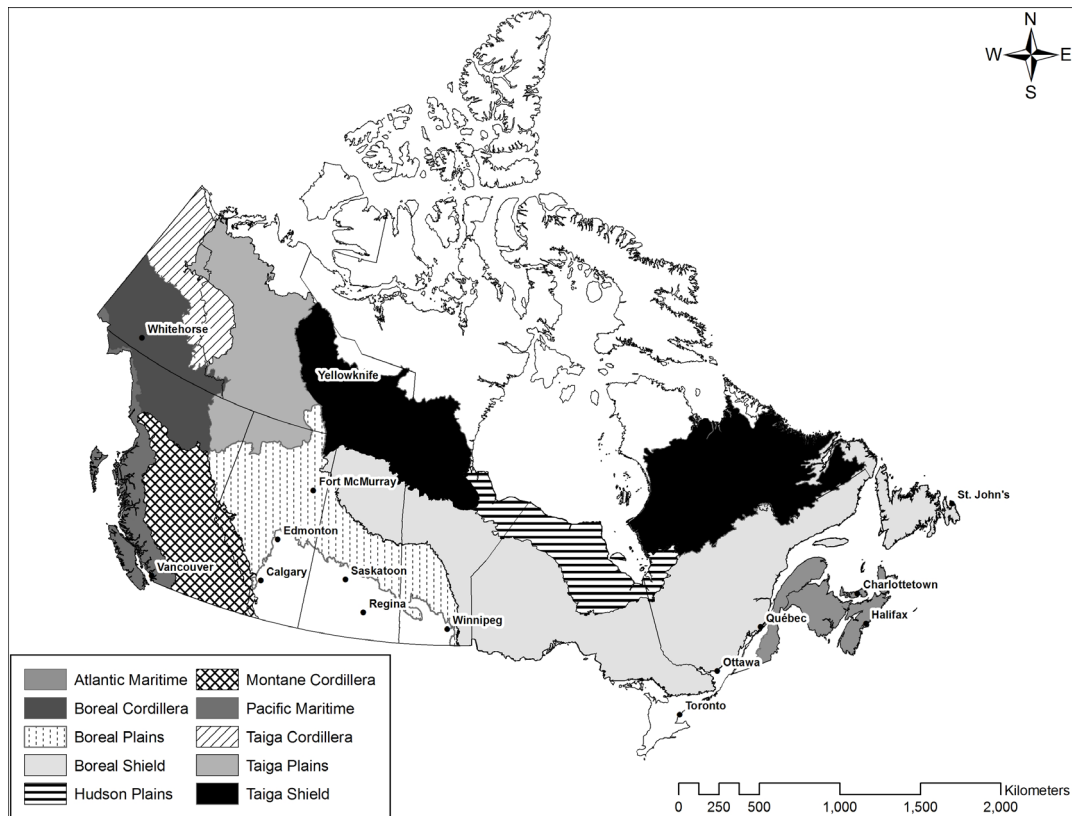 N
W E
S
Whitehorse
Yellowknife
Fort McMurray
St. John's
Edmonton
Vancouver
Calgary
Saskatoon
Charlottetown
Regina
Halifax
Québec
Winnipeg
Ottawa
Toronto
Atlantic Maritime
Montane Cordillera
Boreal Cordillera
Pacific Maritime
Boreal Plains
Taiga Cordillera
Boreal Shield
Taiga Plains
Hudson Plains
Taiga Shield
Kilometers
0 250 500 1,000 1,500 2,000